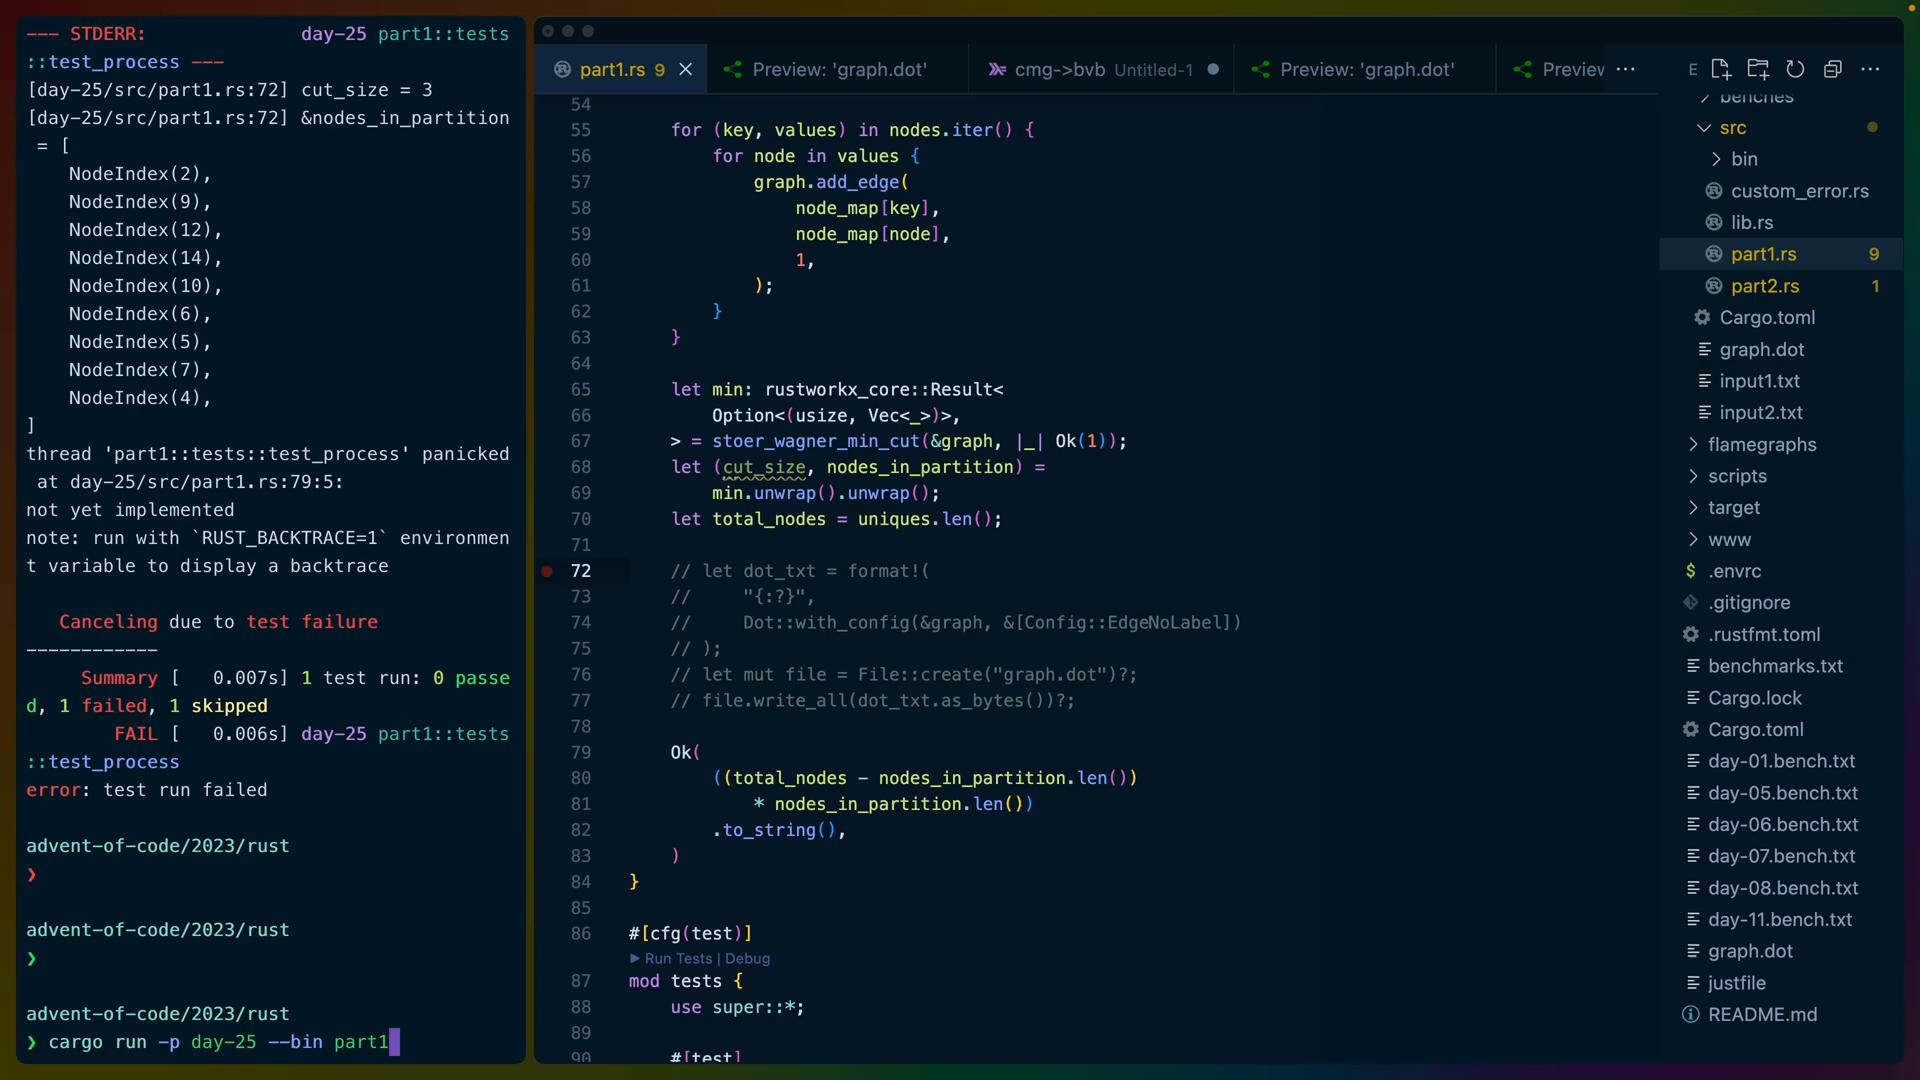 --- STDERR: day-25 part1::tests
::test_process ---
[day-25/src/part1.rs:72] cut_size = 3
[day-25/src/part1.rs:72] &nodes_in_partition
= [
NodeIndex(2),
NodeIndex(9),
NodeIndex(12),
NodeIndex(14),
NodeIndex(10),
NodeIndex(6),
NodeIndex(5),
NodeIndex(7),
NodeIndex(4),
]
thread 'part1::tests::test_process' panicked
at day-25/src/part1.rs:79:5:
not yet implemented
note: run with `RUST_BACKTRACE=1` environmen
t variable to display a backtrace
Canceling due to test failure
------------
Summary [ 0.007s] 1 test run: 0 passe
d, 1 failed, 1 skipped
FAIL [ 0.006s] day-25 part1::tests
::test_process
error: test run failed
advent-of-code/2023/rust
❯
advent-of-code/2023/rust
❯
advent-of-code/2023/rust
❯ cargo run -p day-25 --bin part1
part1.rs 9
Preview: 'graph.dot'
cmg->bvb Untitled-1
Preview: 'graph.dot'
Preview
54
55 for (key, values) in nodes.iter() {
56 for node in values {
57 graph.add_edge(
58 node_map[key],
59 node_map[node],
60 1,
61 );
62 }
63 }
64
65 let min: rustworkx_core::Result<
66 Option<(usize, Vec<_>)>,
67 > = stoer_wagner_min_cut(&graph, |_| Ok(1));
68 let (cut_size, nodes_in_partition) =
69 min.unwrap().unwrap();
70 let total_nodes = uniques.len();
71
72 // let dot_txt = format!(
73 // "{:?}",
74 // Dot::with_config(&graph, &[Config::EdgeNoLabel])
75 // );
76 // let mut file = File::create("graph.dot")?;
77 // file.write_all(dot_txt.as_bytes())?;
78
79 Ok(
80 ((total_nodes - nodes_in_partition.len())
81 * nodes_in_partition.len())
82 .to_string(),
83 )
84 }
85
86 #[cfg(test)]
Run Tests | Debug
87 mod tests {
88 use super::*;
89
90 #[test]
E
benches
src
bin
custom_error.rs
lib.rs
part1.rs 9
part2.rs 1
Cargo.toml
graph.dot
input1.txt
input2.txt
flamegraphs
scripts
target
www
.envrc
.gitignore
.rustfmt.toml
benchmarks.txt
Cargo.lock
Cargo.toml
day-01.bench.txt
day-05.bench.txt
day-06.bench.txt
day-07.bench.txt
day-08.bench.txt
day-11.bench.txt
graph.dot
justfile
README.md